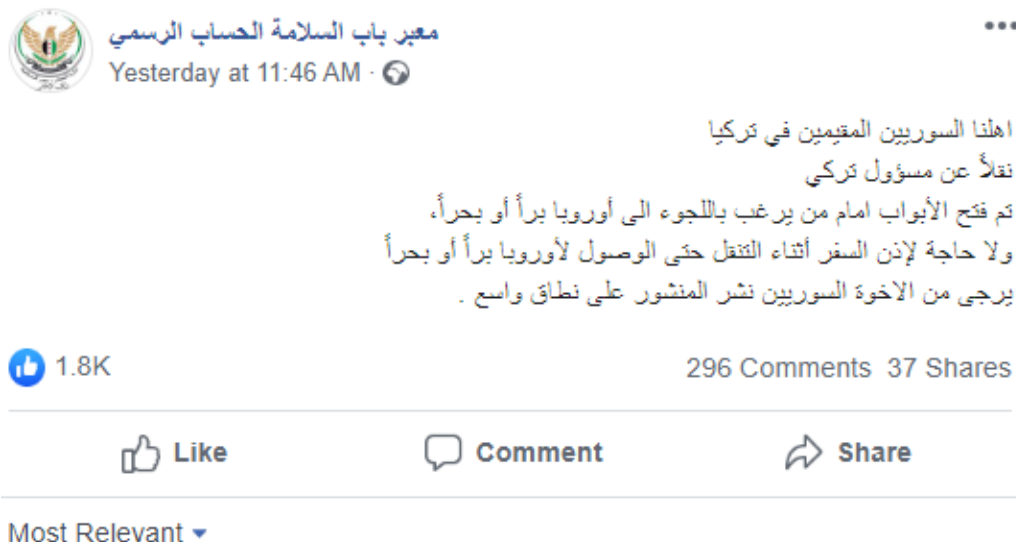 معبر باب السلامة الحساب الرسمي
Yesterday at 11:46 AM ·
اهلنا السوريين المقيمين في تركيا
نقلاً عن مسؤول تركي
تم فتح الأبواب امام من يرغب باللجوء الى أوروبا براً أو بحراً،
ولا حاجة لإذن السفر أثناء التنقل حتى الوصول لأوروبا براً أو بحراً
يرجى من الاخوة السوريين نشر المنشور على نطاق واسع .
1.8K
296 Comments 37 Shares
Like
Comment
Share
Most Relevant